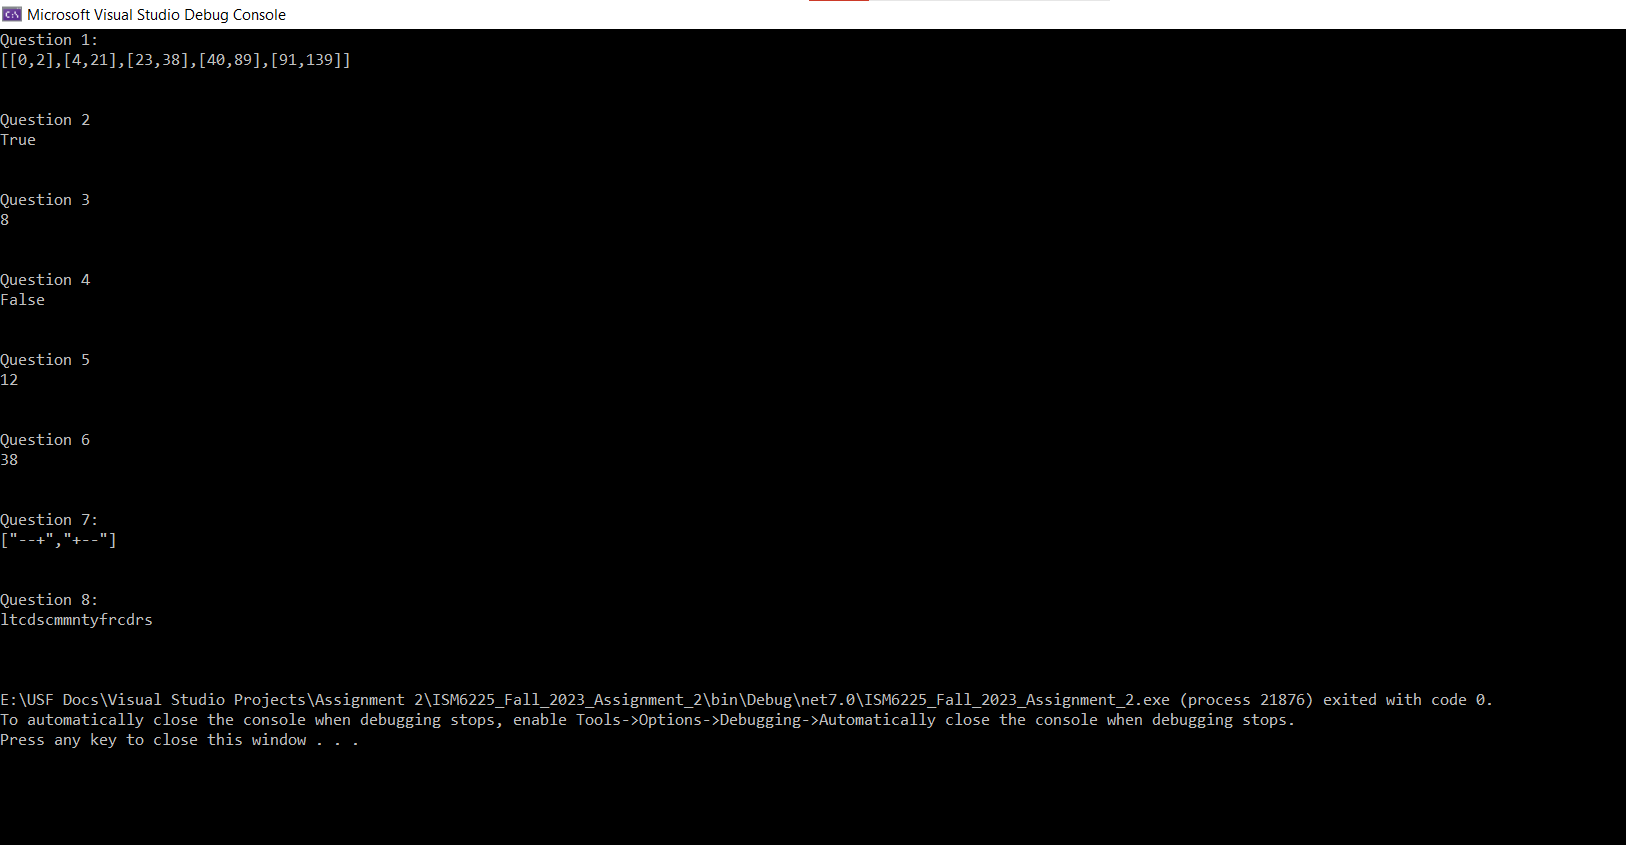 Microsoft Visual Studio Debug Console
Question 1:
[[0,2],[4,21],[23,38],[40,89],[91,139]]
Question 2
True
Question 3
8
Question 4
False
Question 5
12
Question 6
38
Question 7:
["--+","+--"]
Question 8:
ltcdscmmntyfrcdrs
E:\USF Docs\Visual Studio Projects\Assignment 2\ISM6225_Fall_2023_Assignment_2\bin\Debug\net7.0\ISM6225_Fall_2023_Assignment_2.exe (process 21876) exited with code 0.
To automatically close the console when debugging stops, enable Tools->Options->Debugging->Automatically close the console when debugging stops.
Press any key to close this window . . .